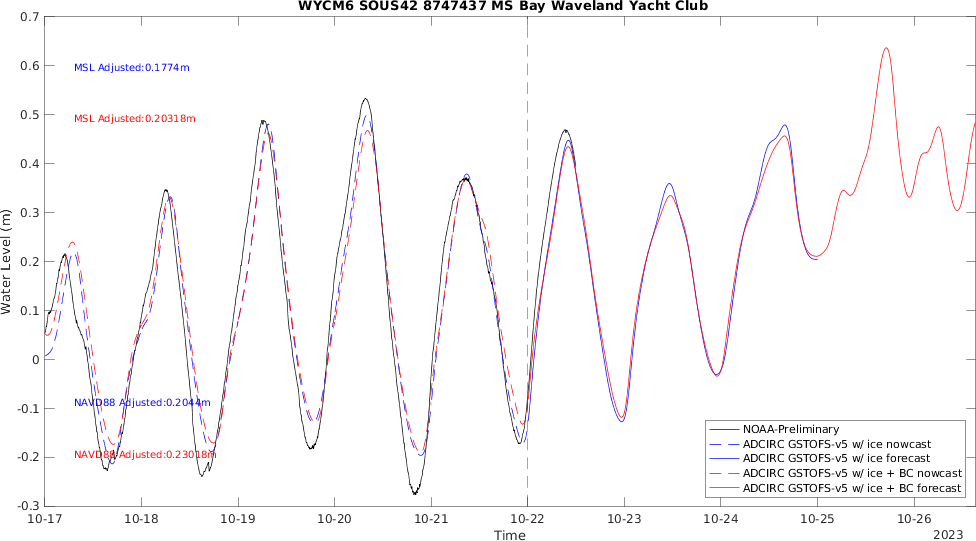 WYCM6 SOUS42 8747437 MS Bay Waveland Yacht Club
0.7
0.6
0.5
0.4
0.3
0.2
0.1
0
-0.1
-0.2
-0.3
Water Level (m)
MSL Adjusted:0.1774m
MSL Adjusted:0.20318m
NAVD88 Adjusted:0.2044m
NAVD88 Adjusted:0.23018m
NOAA-Preliminary
ADCIRC GSTOFS-v5 w/ ice nowcast
ADCIRC GSTOFS-v5 w/ ice forecast
ADCIRC GSTOFS-v5 w/ ice + BC nowcast
ADCIRC GSTOFS-v5 w/ ice + BC forecast
10-17 10-18 10-19 10-20 10-21 10-22 10-23 10-24 10-25 10-26
Time
2023